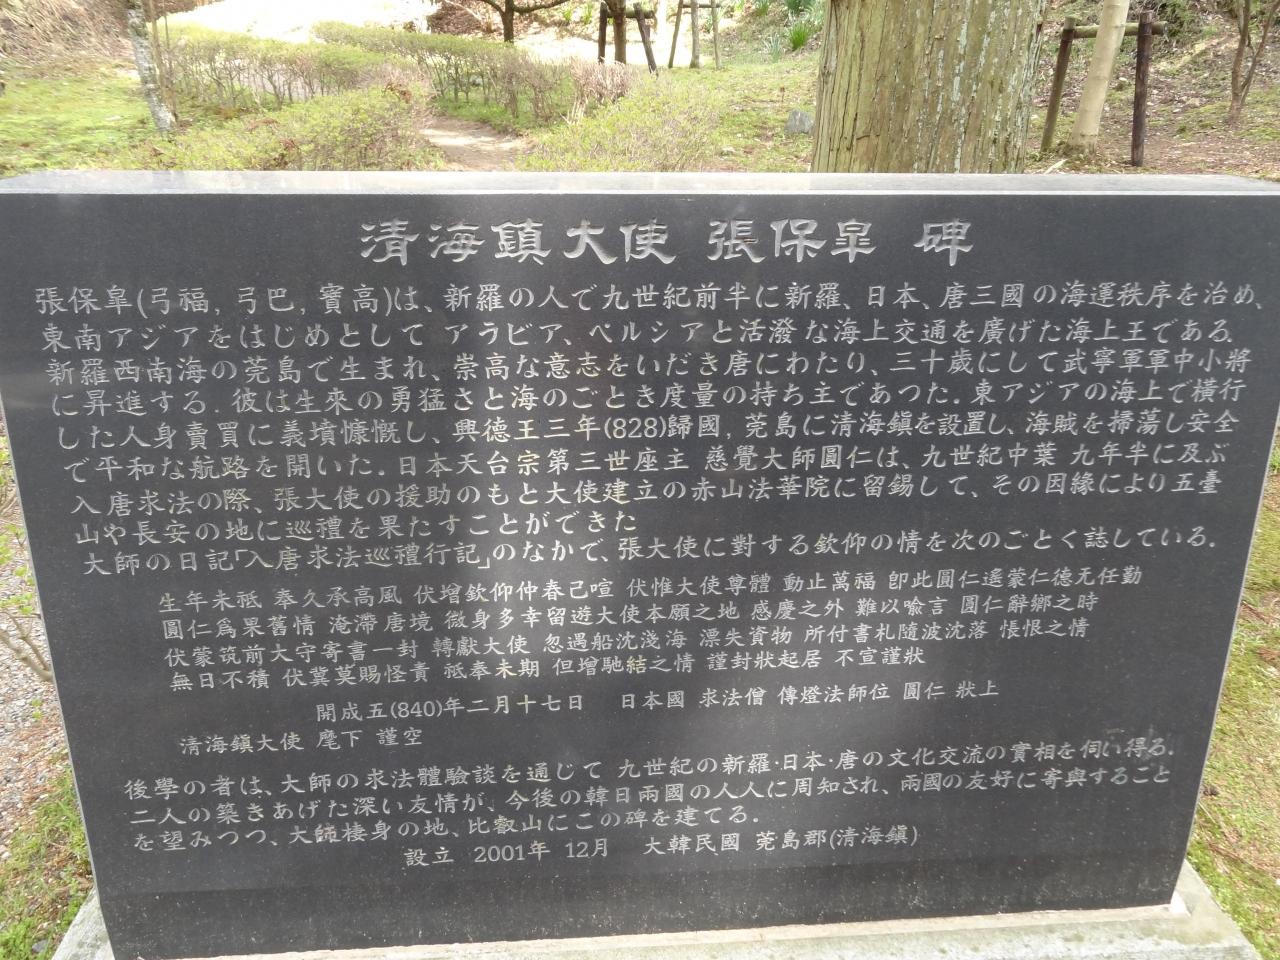 清海鎭大使 張保皐 碑
張保皐(弓福, 弓巴, 寶高)は、新羅の人で九世紀前半に新羅、日本、唐三國の海運秩序を治め、
東南アジアをはじめとして アラビア、ペルシアと活潑な海上交通を廣げた海上王である.
新羅西南海の莞島で生まれ、崇高な意志をいだき唐にわたり、三十歲にして武寧軍軍中小將
に昇進する. 彼は生來の勇猛さと海のごとき度量の持ち主であつた. 東アジアの海上で橫行
した人身賣買に義墳慷慨し、興德王三年(828)歸國, 莞島に清海鎭を設置し、海賊を掃蕩し安全
で平和な航路を開いた. 日本天台宗第三世座主 慈覺大師圓仁は、九世紀中葉 九年半に及ぶ
入唐求法の際、張大使の援助のもと大使建立の赤山法華院に留錫して、その因緣により五臺
山や長安の地に巡禮を果たすことができた
大師の日記「入唐求法巡禮行記」のなかで、張大使に對する欽仰の情を次のごとく誌している.
生年未祗 奉久承高風 伏增欽仰仲春已喧 伏惟大使尊體 動止萬福 卽此圓仁遙蒙仁德无任勤
圓仁爲果舊情 淹滯唐境 微身多幸留遊大使本願之地 感慶之外 難以喩言 圓仁辭鄉之時
伏蒙筑前大守寄書一封 轉獻大使 忽遇船沈淺海 漂失資物 所付書札隨波沈落 悵恨之情
無日不積 伏冀莫賜怪責 祗奉未期 但增馳結之情 謹封狀起居 不宣謹狀
開成五(840)年二月十七日 日本國 求法僧 傳燈法師位 圓仁 狀上
清海鎭大使 麾下 謹空
後學の者は、大師の求法體驗談を通じて 九世紀の新羅·日本·唐の文化交流の實相を伺い得る.
二人の築きあげた深い友情が、今後の韓日兩國の人人に周知され、兩國の友好に寄與すること
を望みつつ、大師棲身の地、比叡山にこの碑を建てる.
設立 2001年 12月 大韓民國 莞島郡(清海鎭)